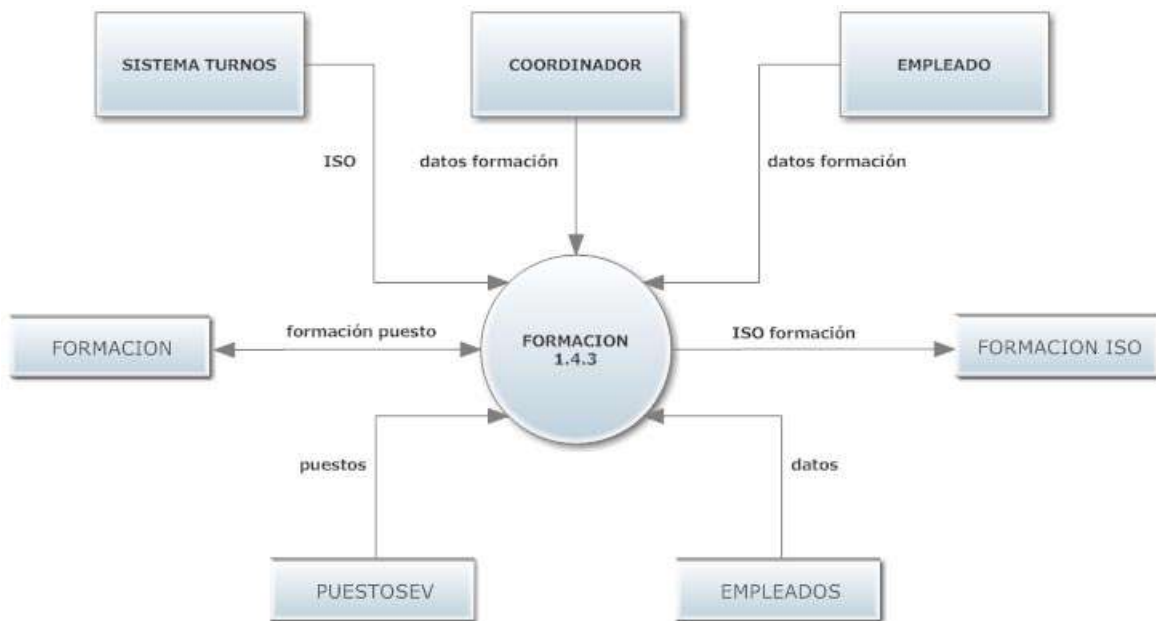 SISTEMA TURNOS
COORDINADOR
EMPLEADO
ISO
datos formación
datos formación
formación puesto
ISO formación
FORMACION
FORMACION
1.4.3
FORMACION ISO
puestos
datos
PUESTOSEV
EMPLEADOS